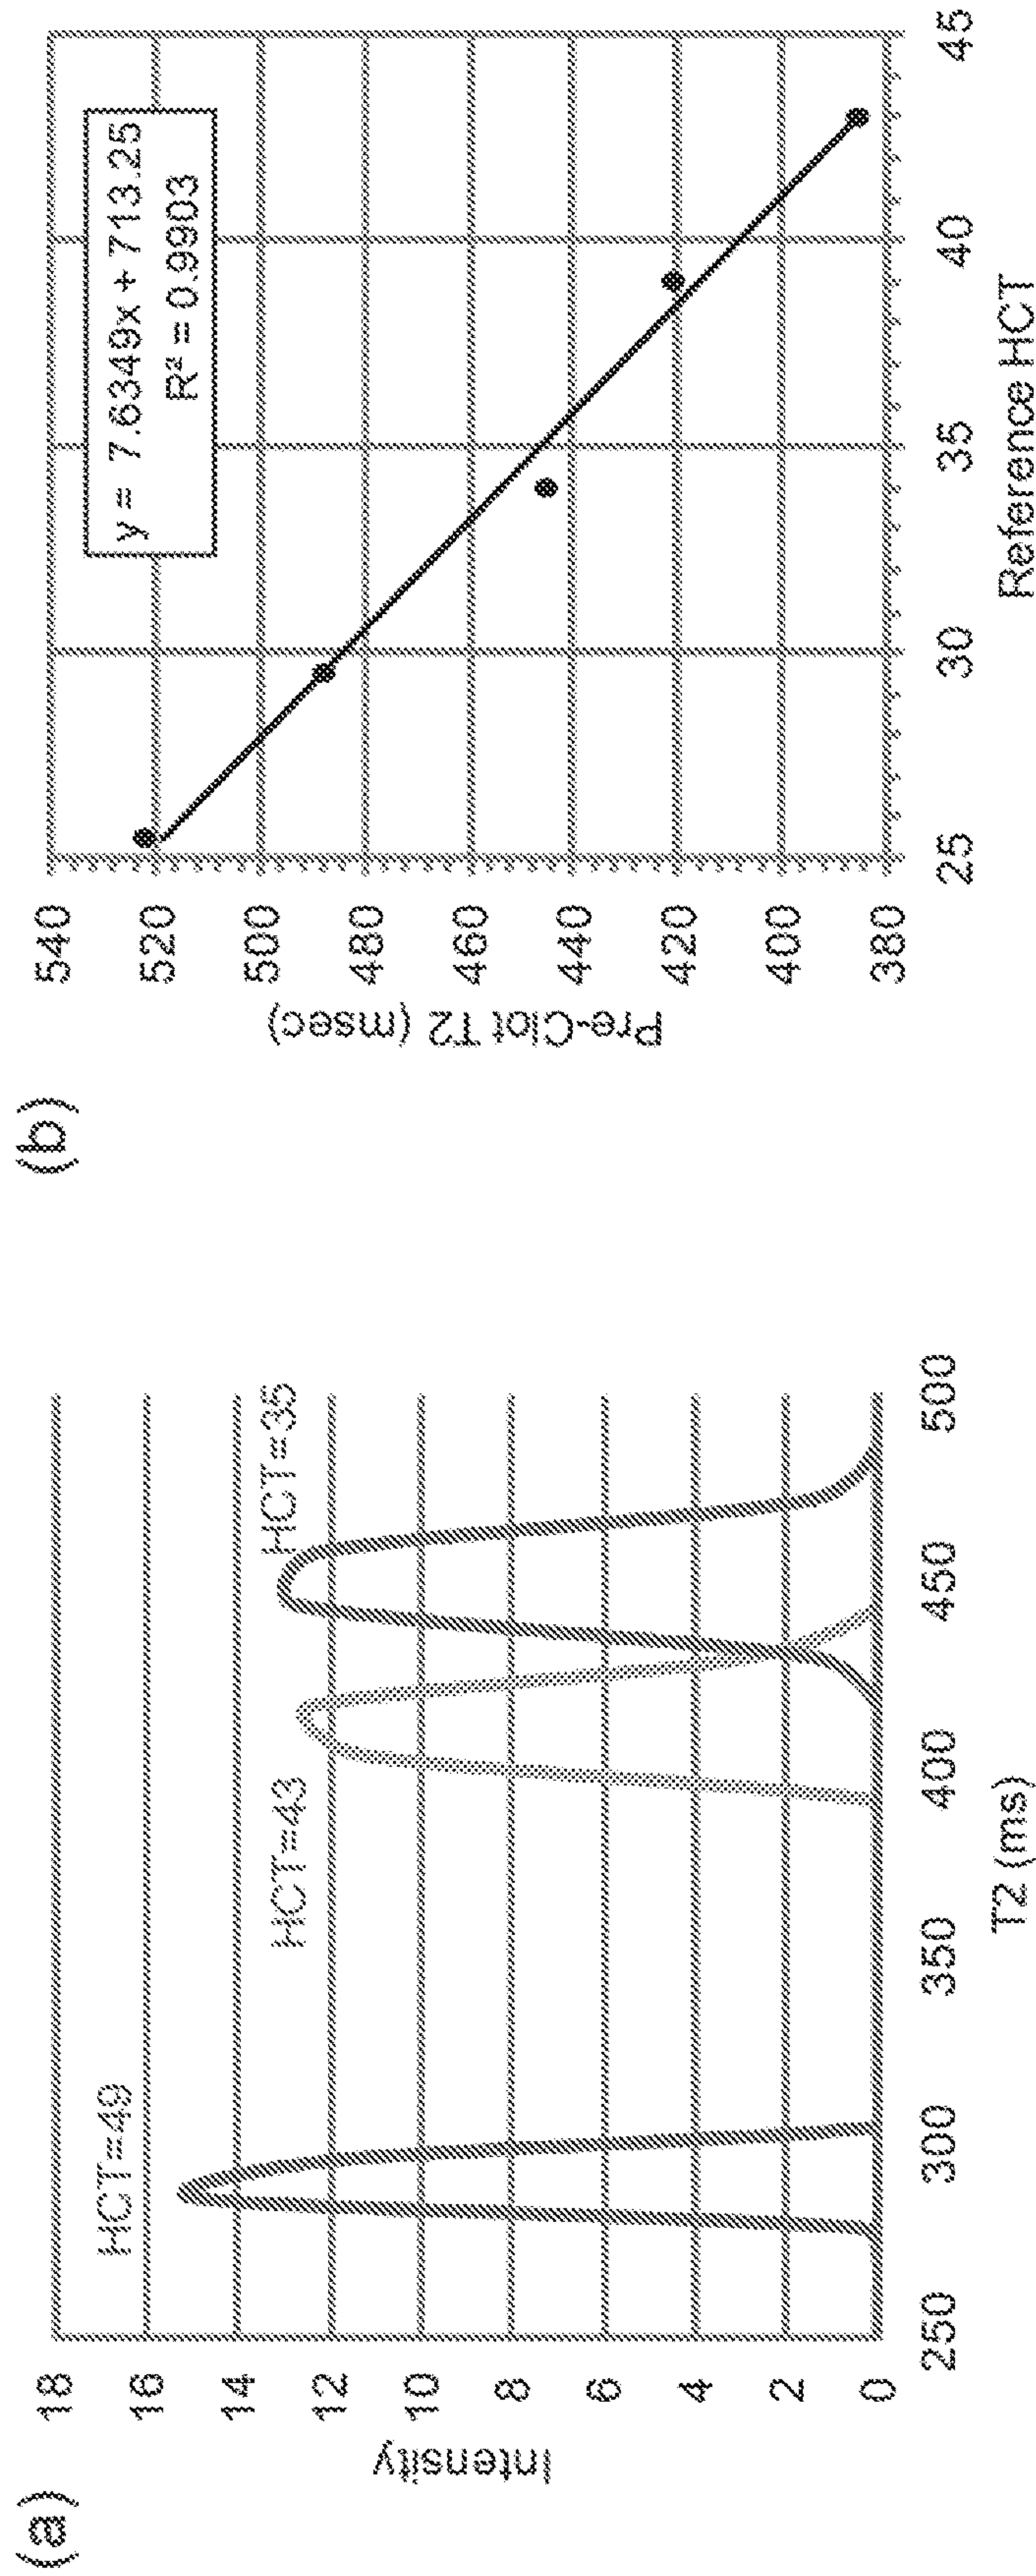 (a)
18
16
14
12
10
8
6
4
2
0
Intensity
HCT=49
HCT=43
HCT=35
250
300
350
400
450
500
T2 (ms)
(b)
540
520
500
480
460
440
420
400
380
Pre-Clot T2 (msec)
y = 7.6349x + 713.25
R² = 0.9903
25
30
35
40
45
Reference HCT